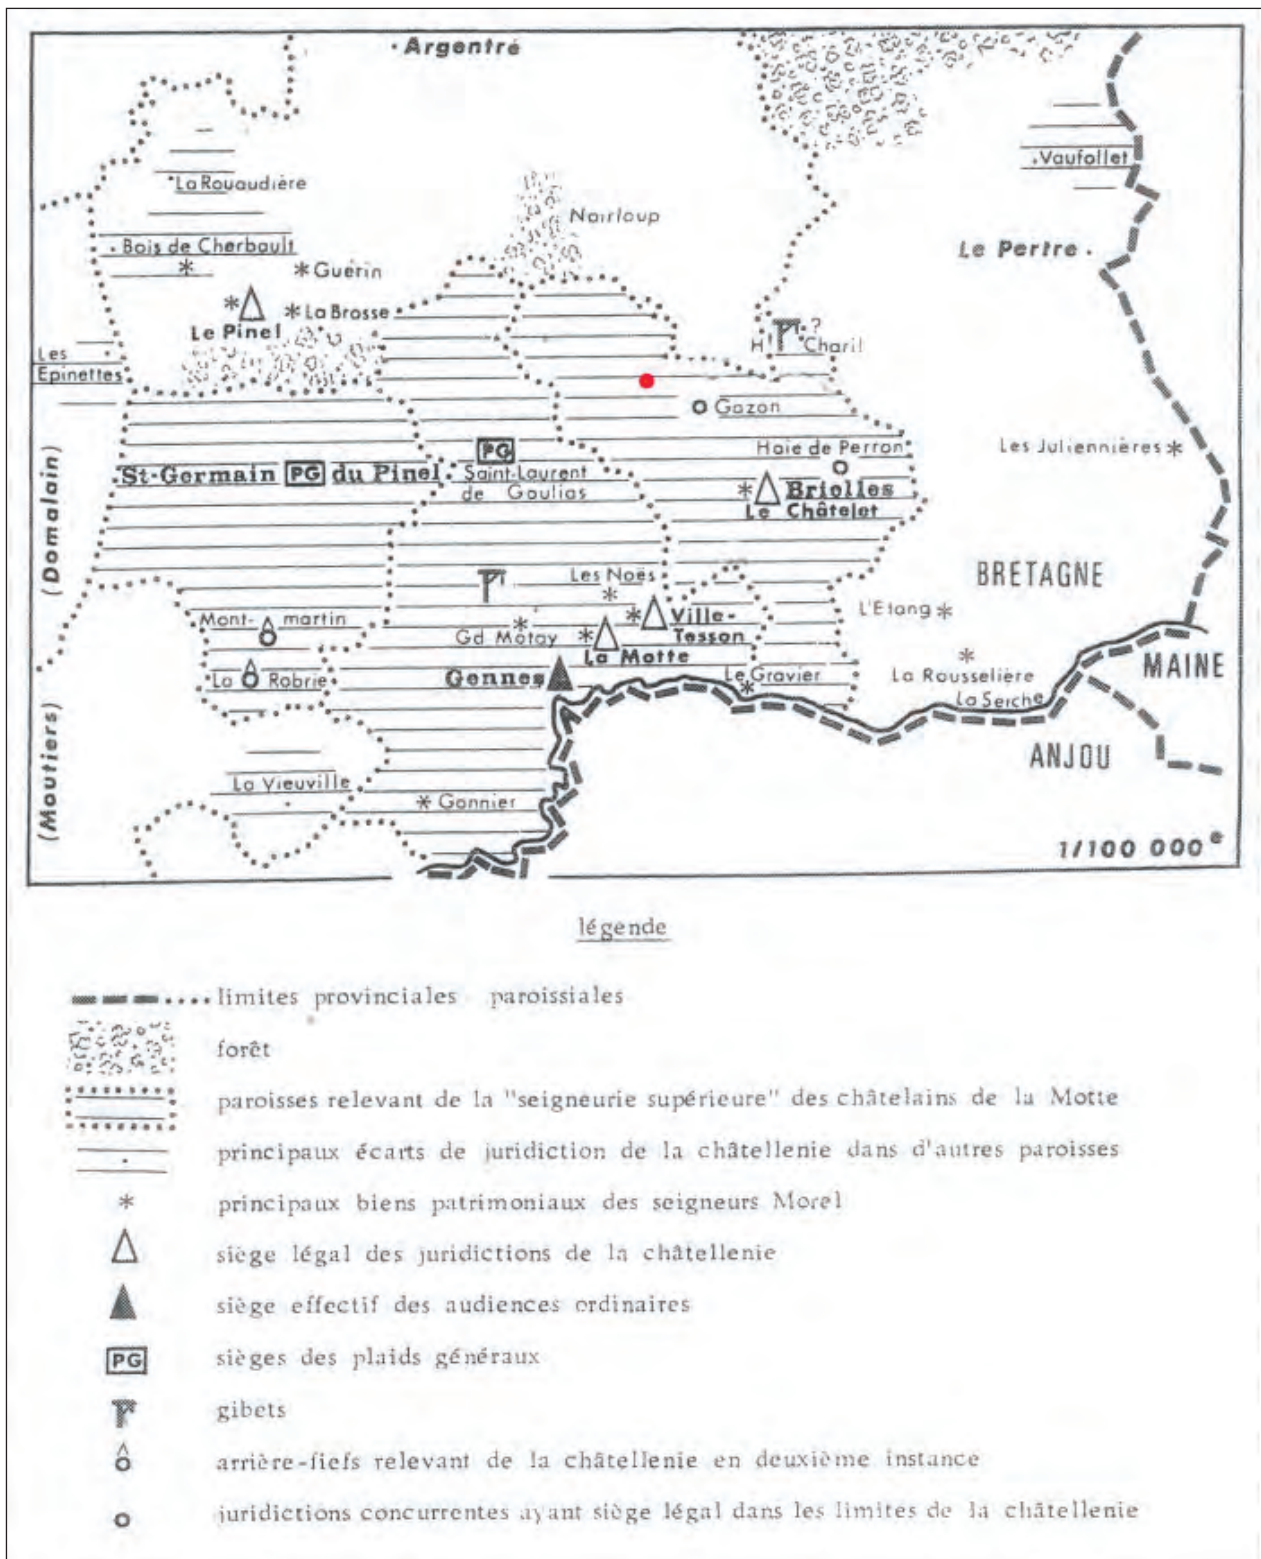 Argentré
Vaufollet
La Rouaudière
Noirloup
Bois de Cherbault
Le Pertre
Guérin
La Brosse
Le Pinel
?
H!
Charil
Les
Epinettes
Gazon
Haie de Perron
Les Juliennières
PG
St-Germain PG du Pinel
Saint-Laurent
de Goulias
Brielles
Le Châtelet
(Domalain)
BRETAGNE
Les Noës
L'Etang
Mont-martin
Ville-
Tesson
Gd Motay
La Motte
MAINE
La Robrie
Gennes
Le Gravier
La Rousselière
La Serche
ANJOU
(Moutiers)
La Vieuville
Gonnier
1/100 000e
légende
limites provinciales paroissiales
forêt
paroisses relevant de la "seigneurie supérieure" des châtelains de la Motte
principaux écarts de juridiction de la châtellenie dans d'autres paroisses
principaux biens patrimoniaux des seigneurs Morel
siège légal des juridictions de la châtellenie
siège effectif des audiences ordinaires
PG sièges des plaids généraux
gibets
arrière-fiefs relevant de la châtellenie en deuxième instance
juridictions concurrentes ayant siège légal dans les limites de la châtellenie